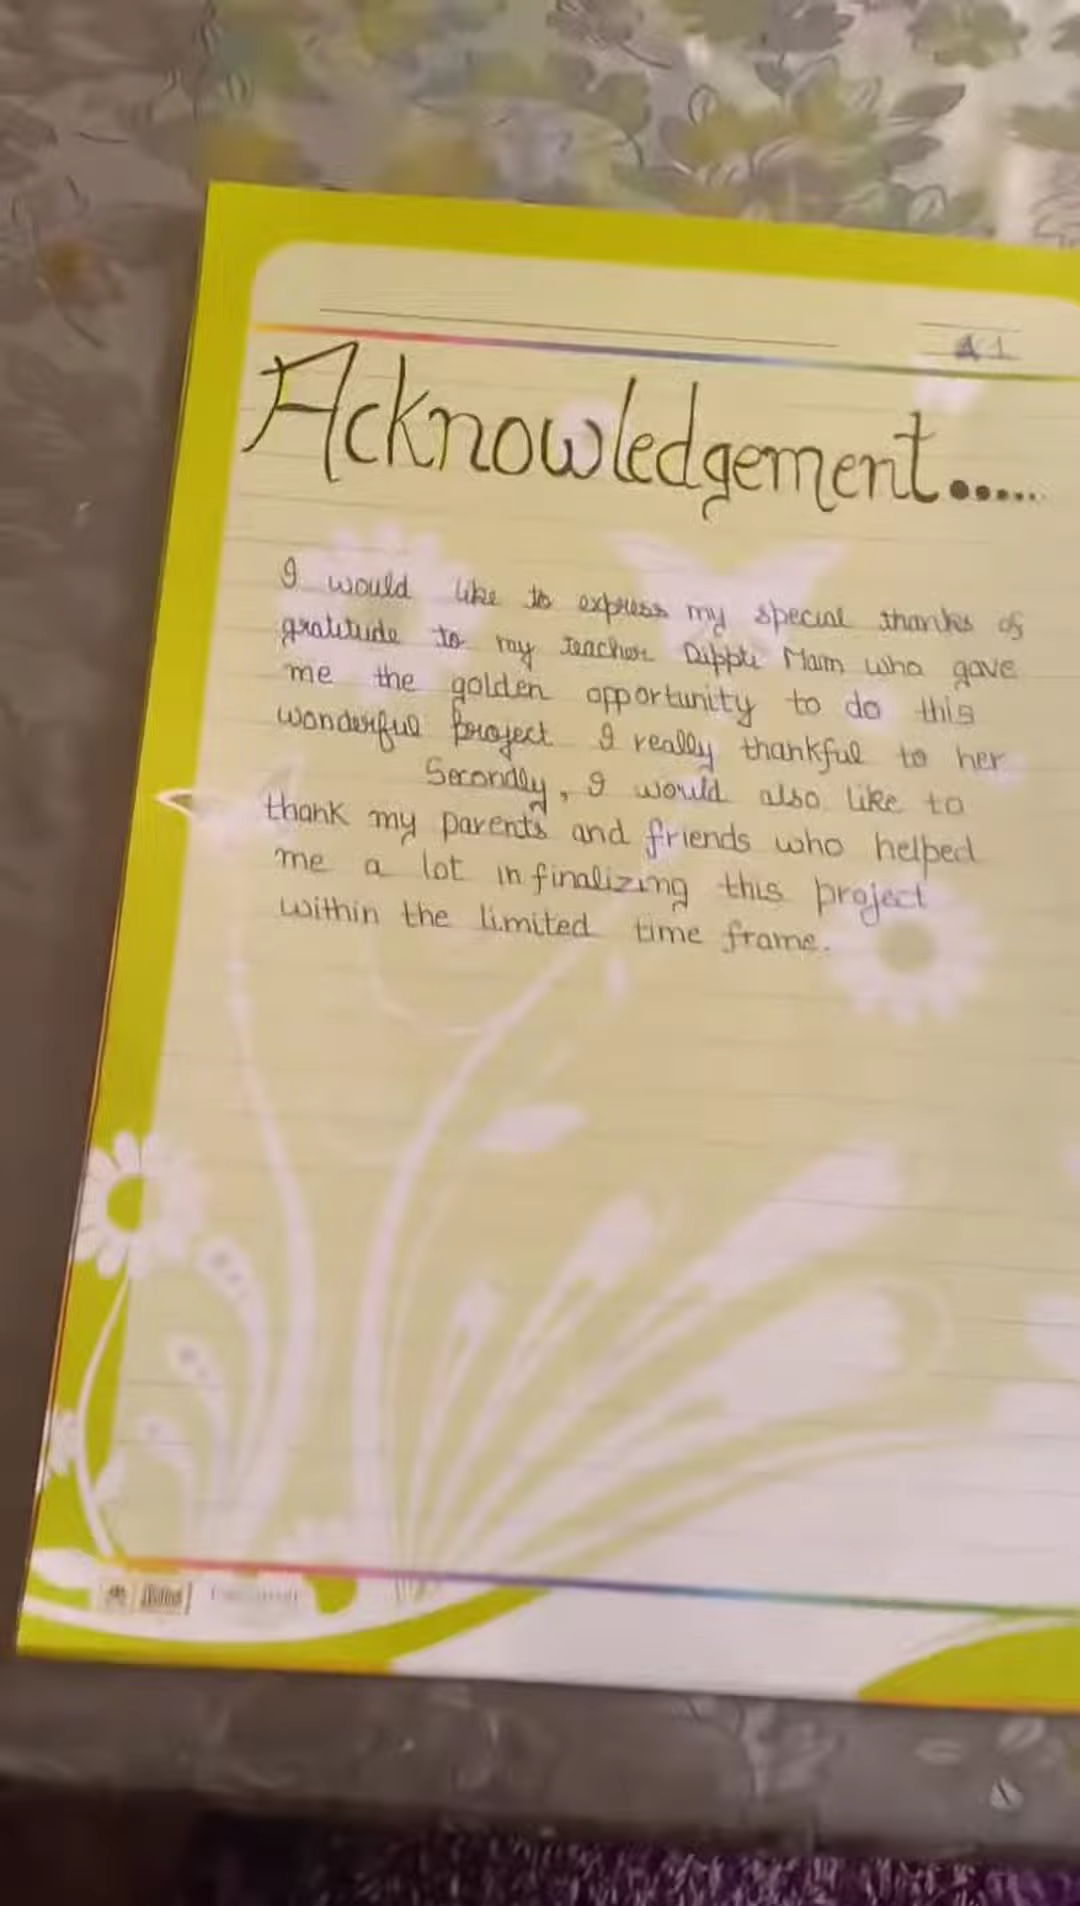 1
Acknowledgement......
I would like to express my special thanks of
gratitude to my teacher Dippti Mam who gave
me the golden opportunity to do this
wonderful project I really thankful to her
Secondly, I would also like to
thank my parents and friends who helped
me a lot in finalizing this project
within the limited time frame.